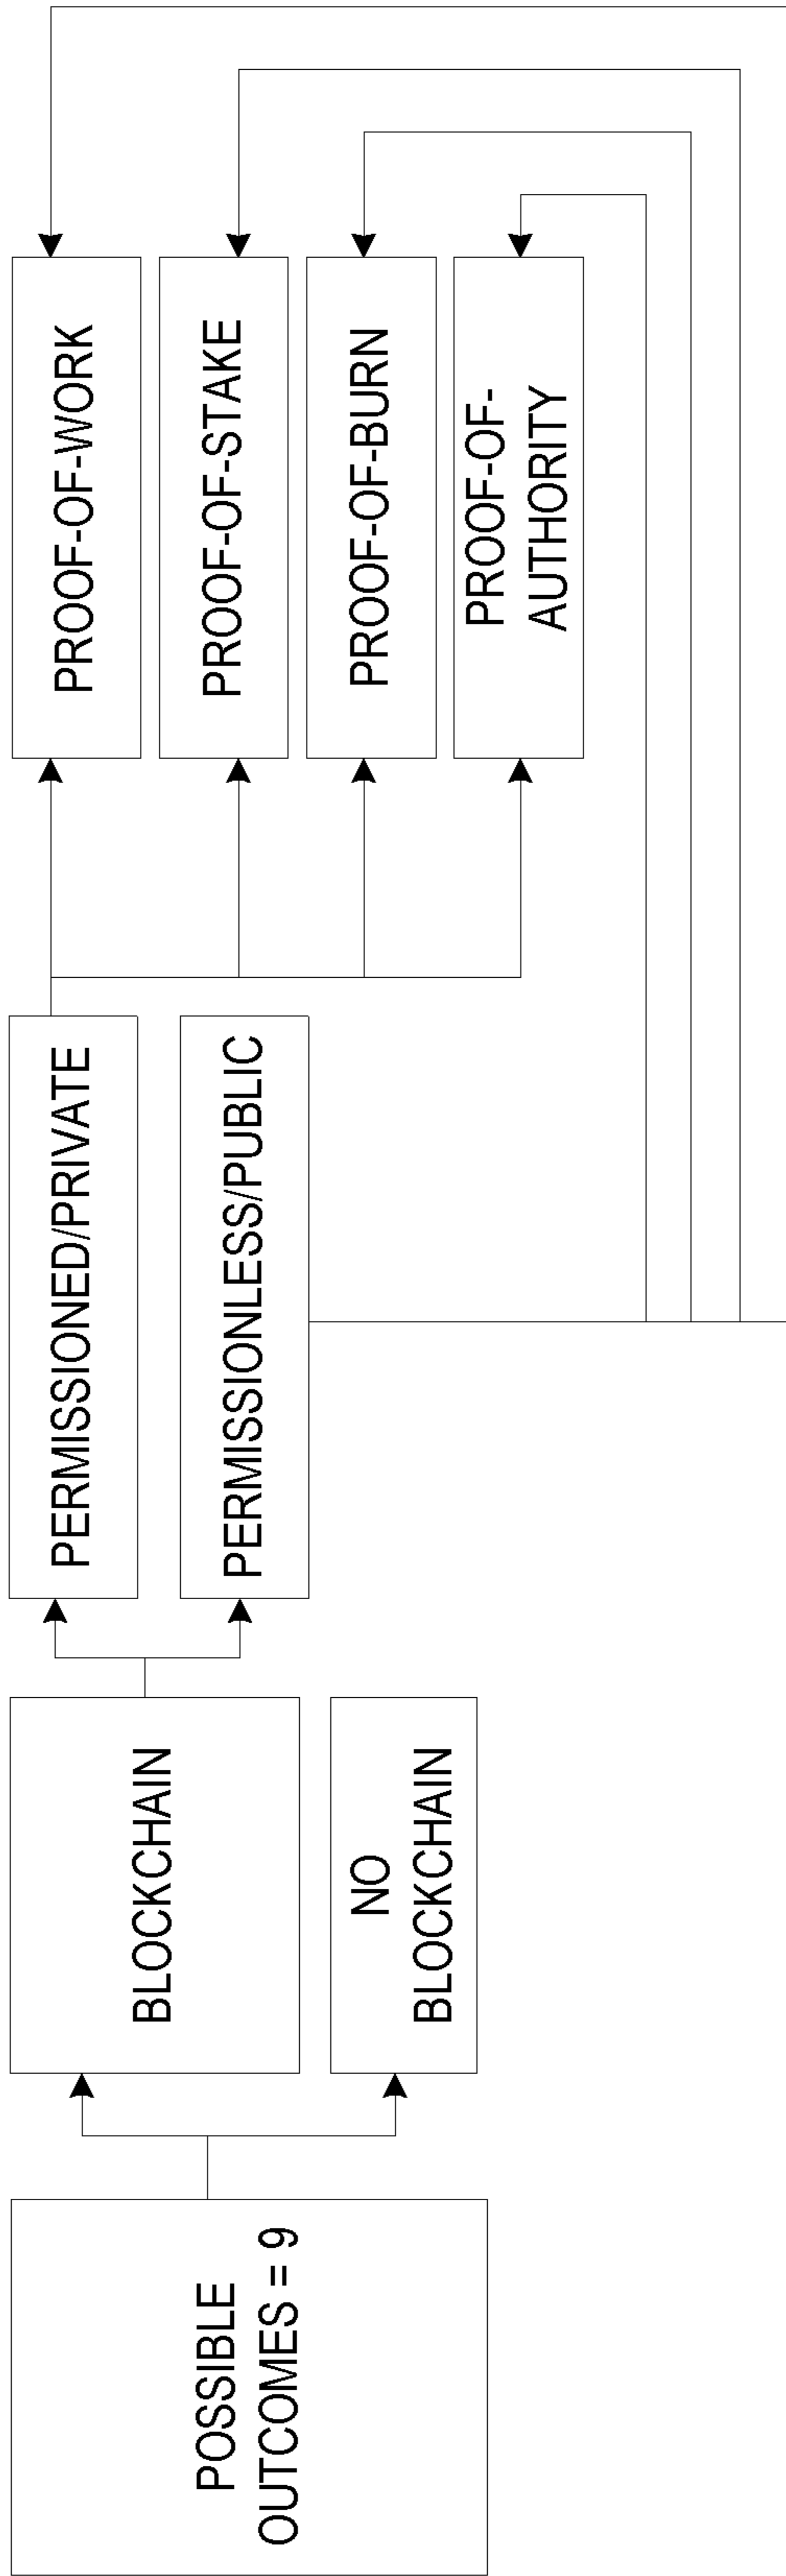 POSSIBLE
OUTCOMES = 9
BLOCKCHAIN
NO
BLOCKCHAIN
PERMISSIONED/PRIVATE
PERMISSIONLESS/PUBLIC
PROOF-OF-WORK
PROOF-OF-STAKE
PROOF-OF-BURN
PROOF-OF-
AUTHORITY